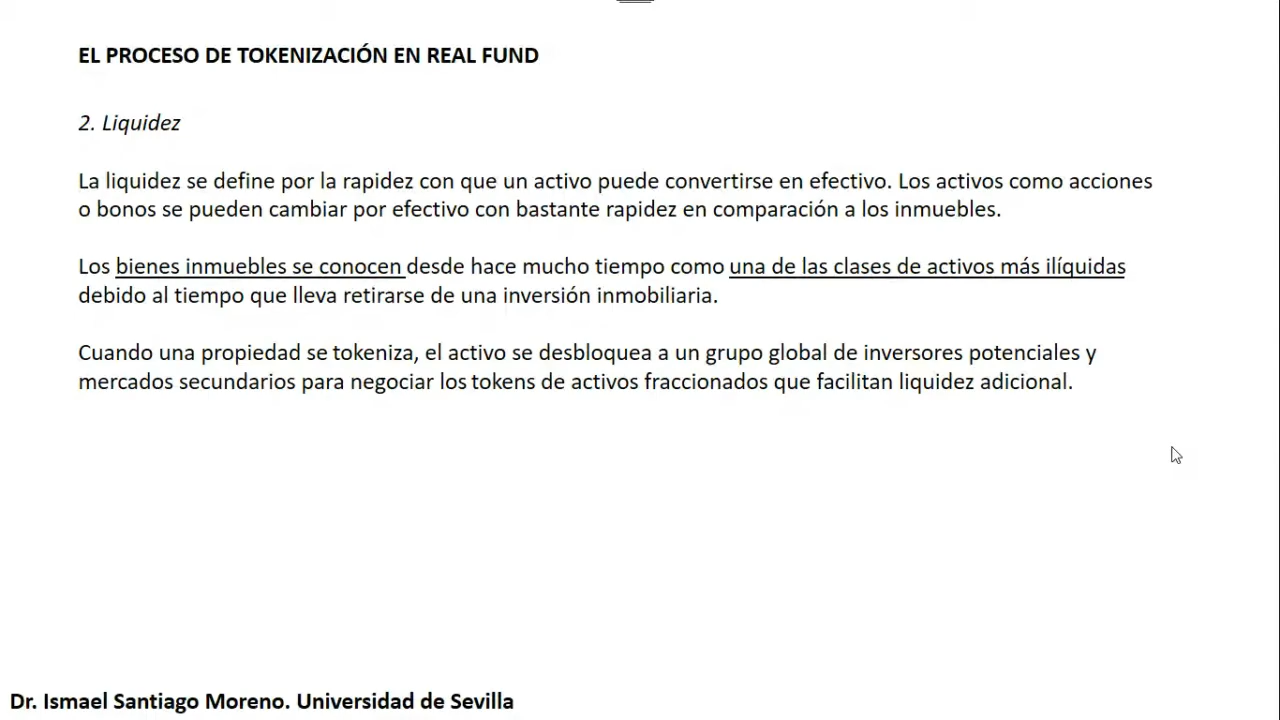 EL PROCESO DE TOKENIZACIÓN EN REAL FUND
2. Liquidez
La liquidez se define por la rapidez con que un activo puede convertirse en efectivo. Los activos como acciones
o bonos se pueden cambiar por efectivo con bastante rapidez en comparación a los inmuebles.
Los bienes inmuebles se conocen desde hace mucho tiempo como una de las clases de activos más ilíquidas
debido al tiempo que lleva retirarse de una inversión inmobiliaria.
Cuando una propiedad se tokeniza, el activo se desbloquea a un grupo global de inversores potenciales y
mercados secundarios para negociar los tokens de activos fraccionados que facilitan liquidez adicional.
Dr. Ismael Santiago Moreno. Universidad de Sevilla